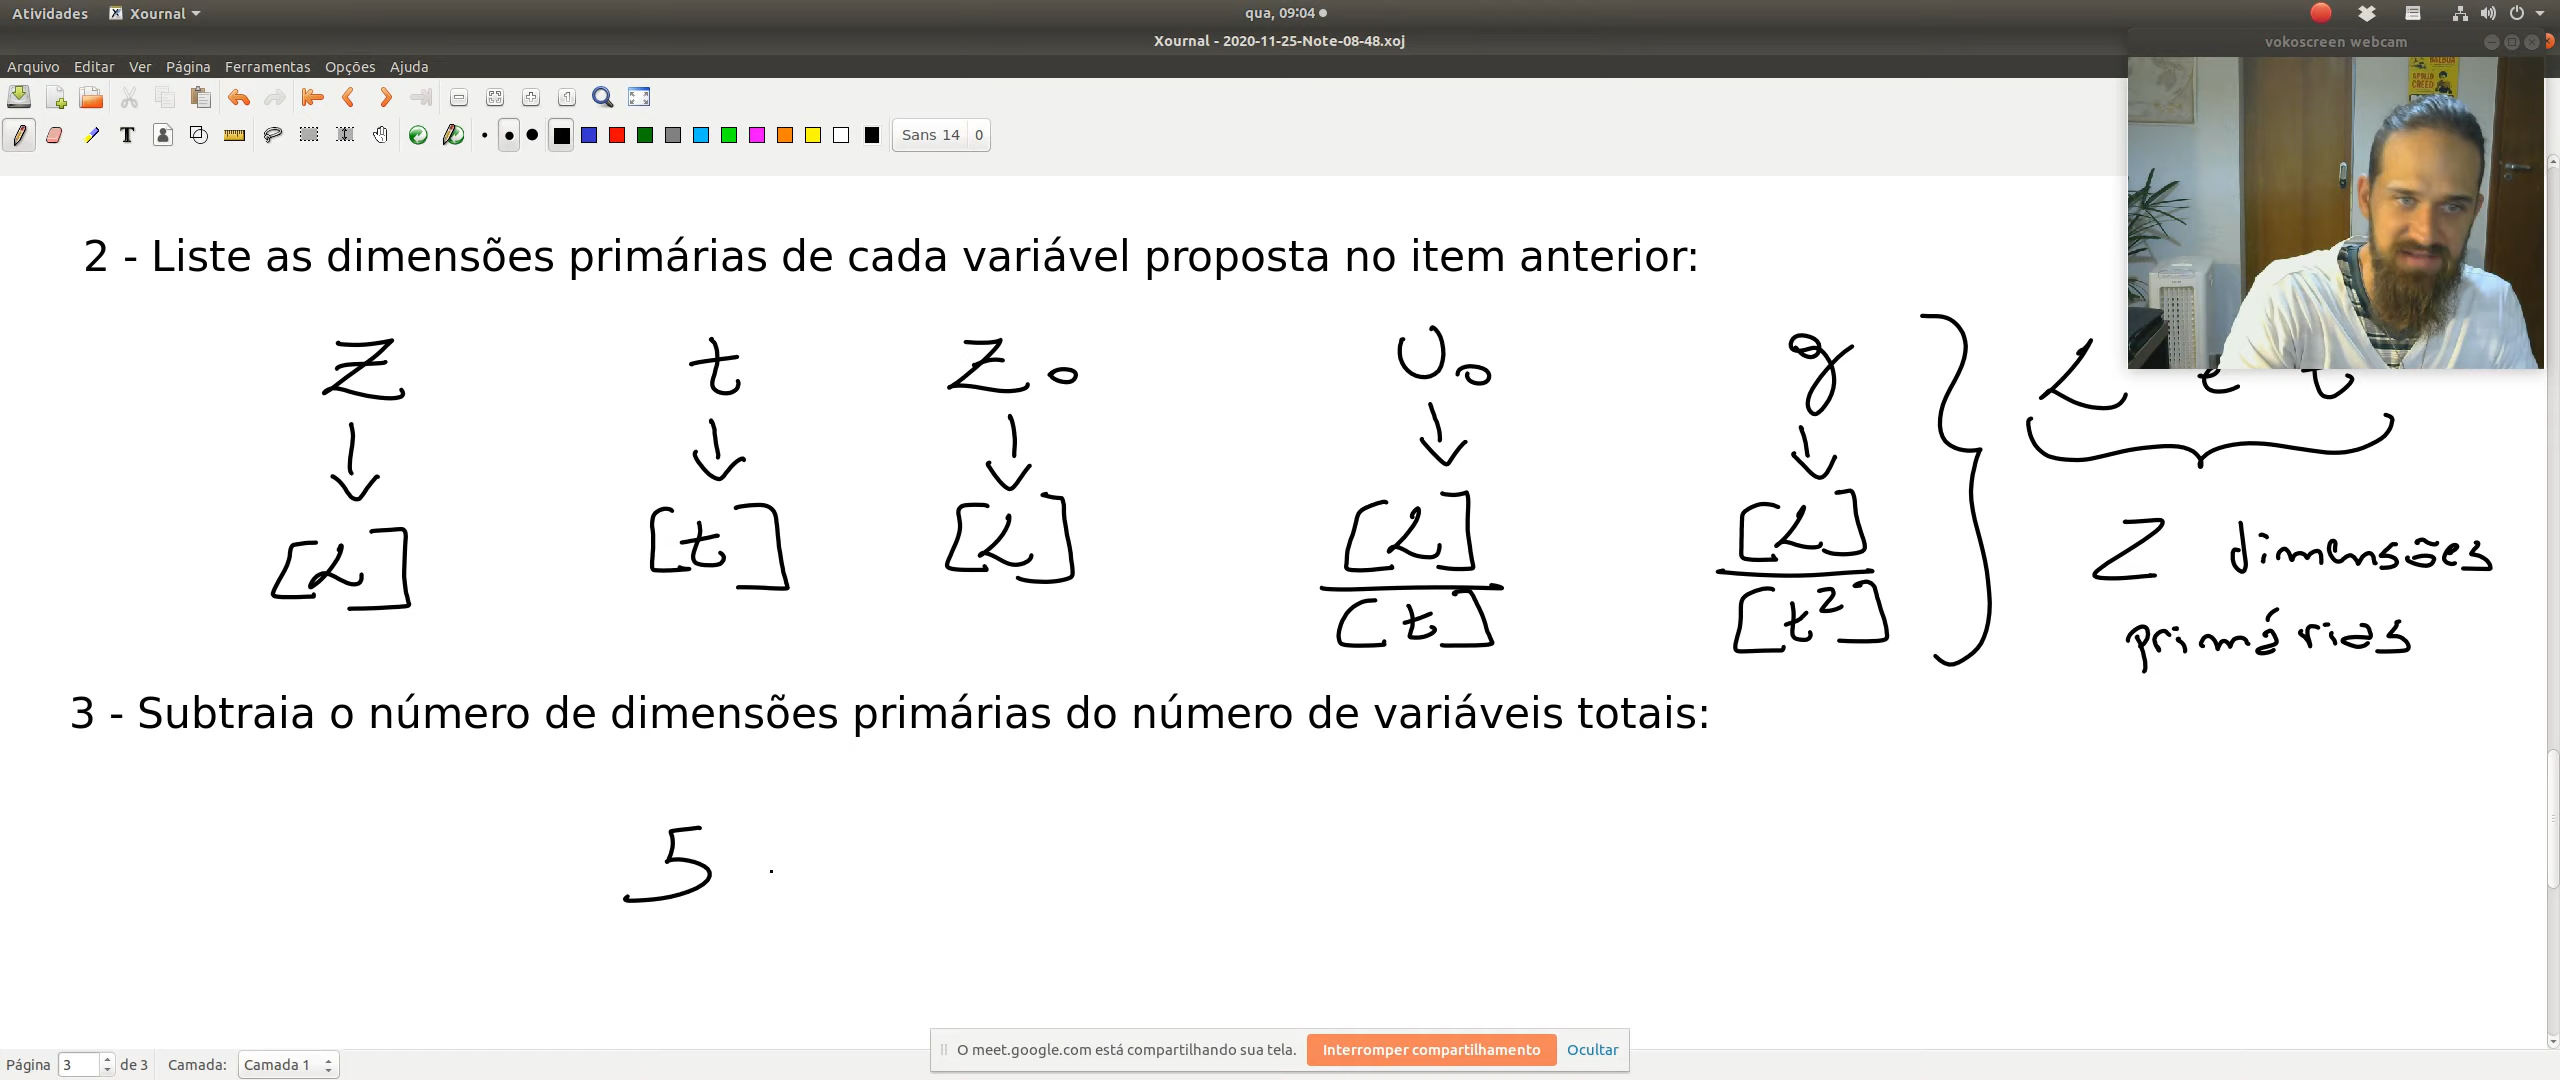 Atividades Xournal qua, 09:04
Xournal - 2020-11-25-Note-08-48.xoj
vokoscreen webcam
Arquivo Editar Ver Página Ferramentas Opções Ajuda
BALBOA
APOLLO
CREED
T Sans 14 0
2 - Liste as dimensões primárias de cada variável proposta no item anterior:
z t z₀ U₀ g L e t
[L] [t] [L] [L]/[t] [L]/[t²]
2 dimensões
primárias
3 - Subtraia o número de dimensões primárias do número de variáveis totais:
5
O meet.google.com está compartilhando sua tela. Interromper compartilhamento Ocultar
Página 3 de 3 Camada: Camada 1